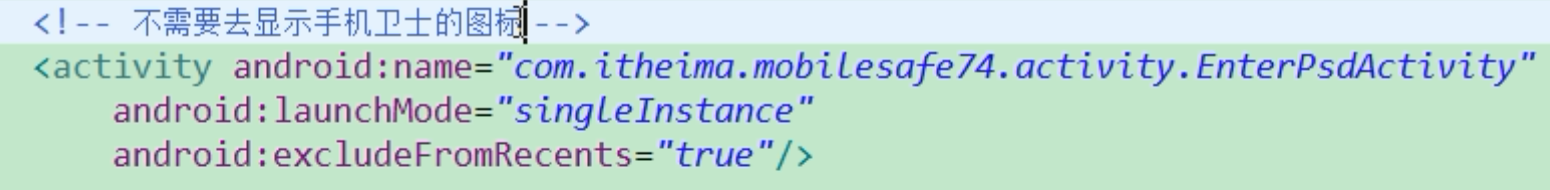 <!-- 不需要去显示手机卫士的图标-->
<activity android:name="com.itheima.mobilesafe74.activity.EnterPsdActivity"
android:launchMode="singleInstance"
android:excludeFromRecents="true"/>